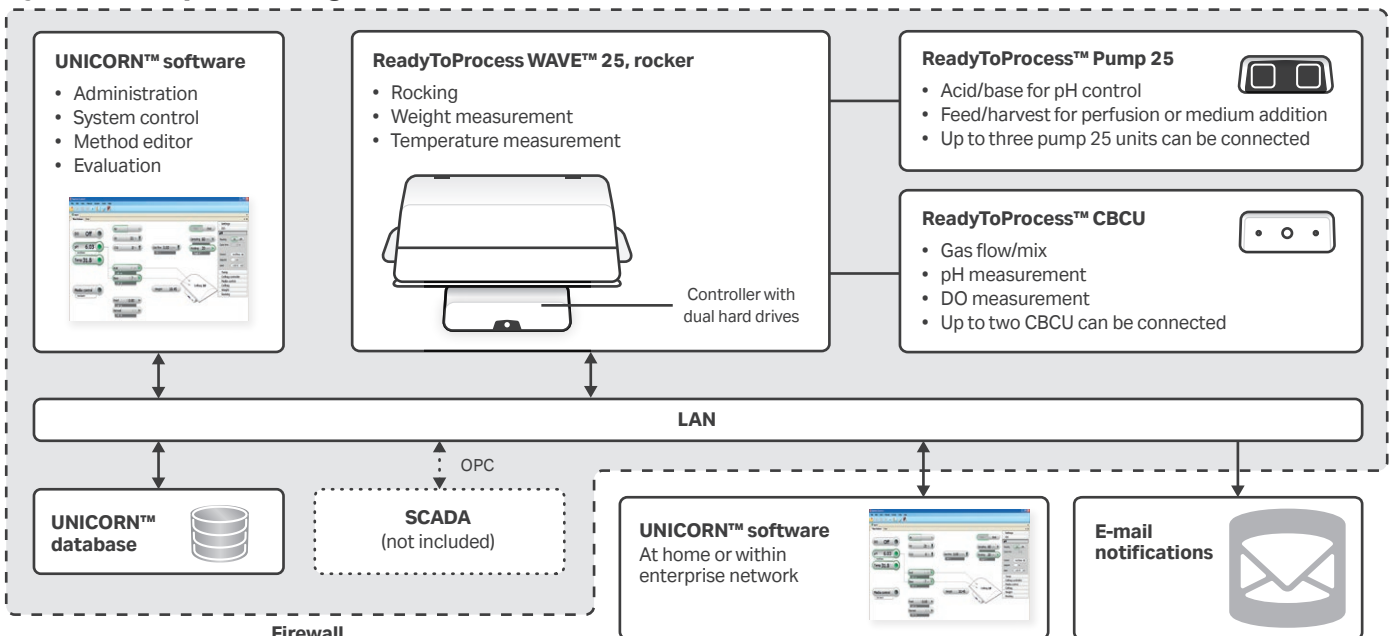 UNICORN™ software
• Administration
• System control
• Method editor
• Evaluation
ReadyToProcess WAVE™ 25, rocker
• Rocking
• Weight measurement
• Temperature measurement
Controller with
dual hard drives
ReadyToProcess™ Pump 25
• Acid/base for pH control
• Feed/harvest for perfusion or medium addition
• Up to three pump 25 units can be connected
ReadyToProcess™ CBCU
• Gas flow/mix
• pH measurement
• DO measurement
• Up to two CBCU can be connected
LAN
OPC
UNICORN™
database
SCADA
(not included)
UNICORN™ software
At home or within
enterprise network
E-mail
notifications
Firewall